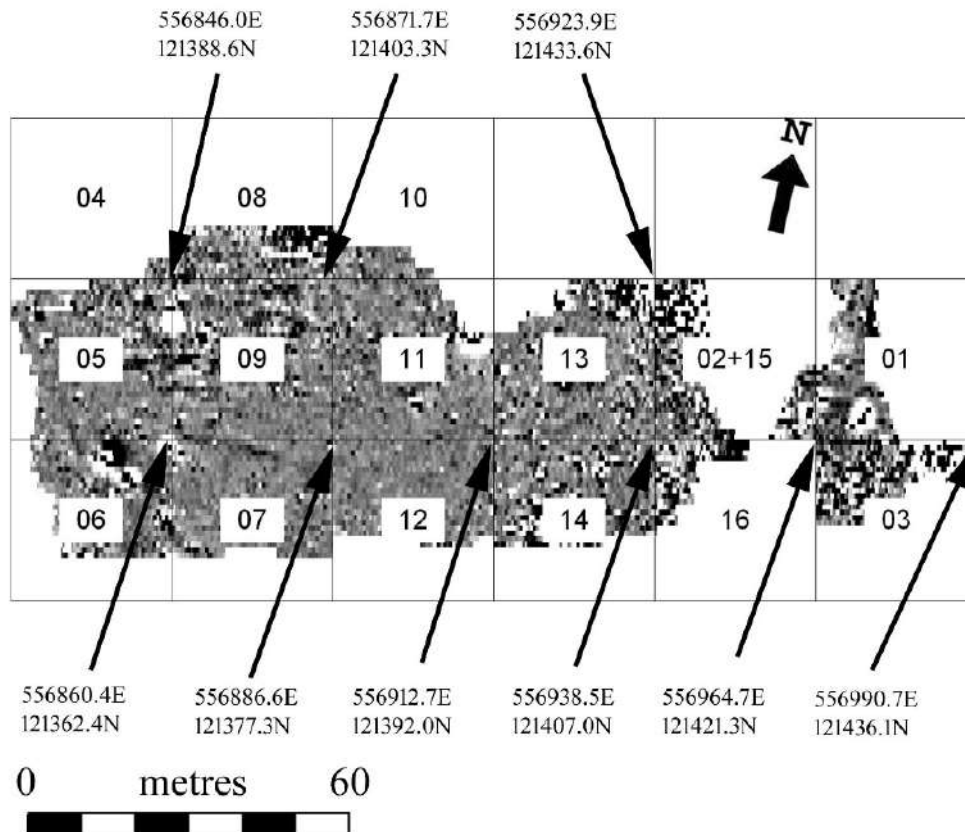 556846.0E
121388.6N
556871.7E
121403.3N
556923.9E
121433.6N
N
04
08
10
05
09
11
13
02+15
01
06
07
12
14
16
03
556860.4E
121362.4N
556886.6E
121377.3N
556912.7E
121392.0N
556938.5E
121407.0N
556964.7E
121421.3N
556990.7E
121436.1N
0 metres 60